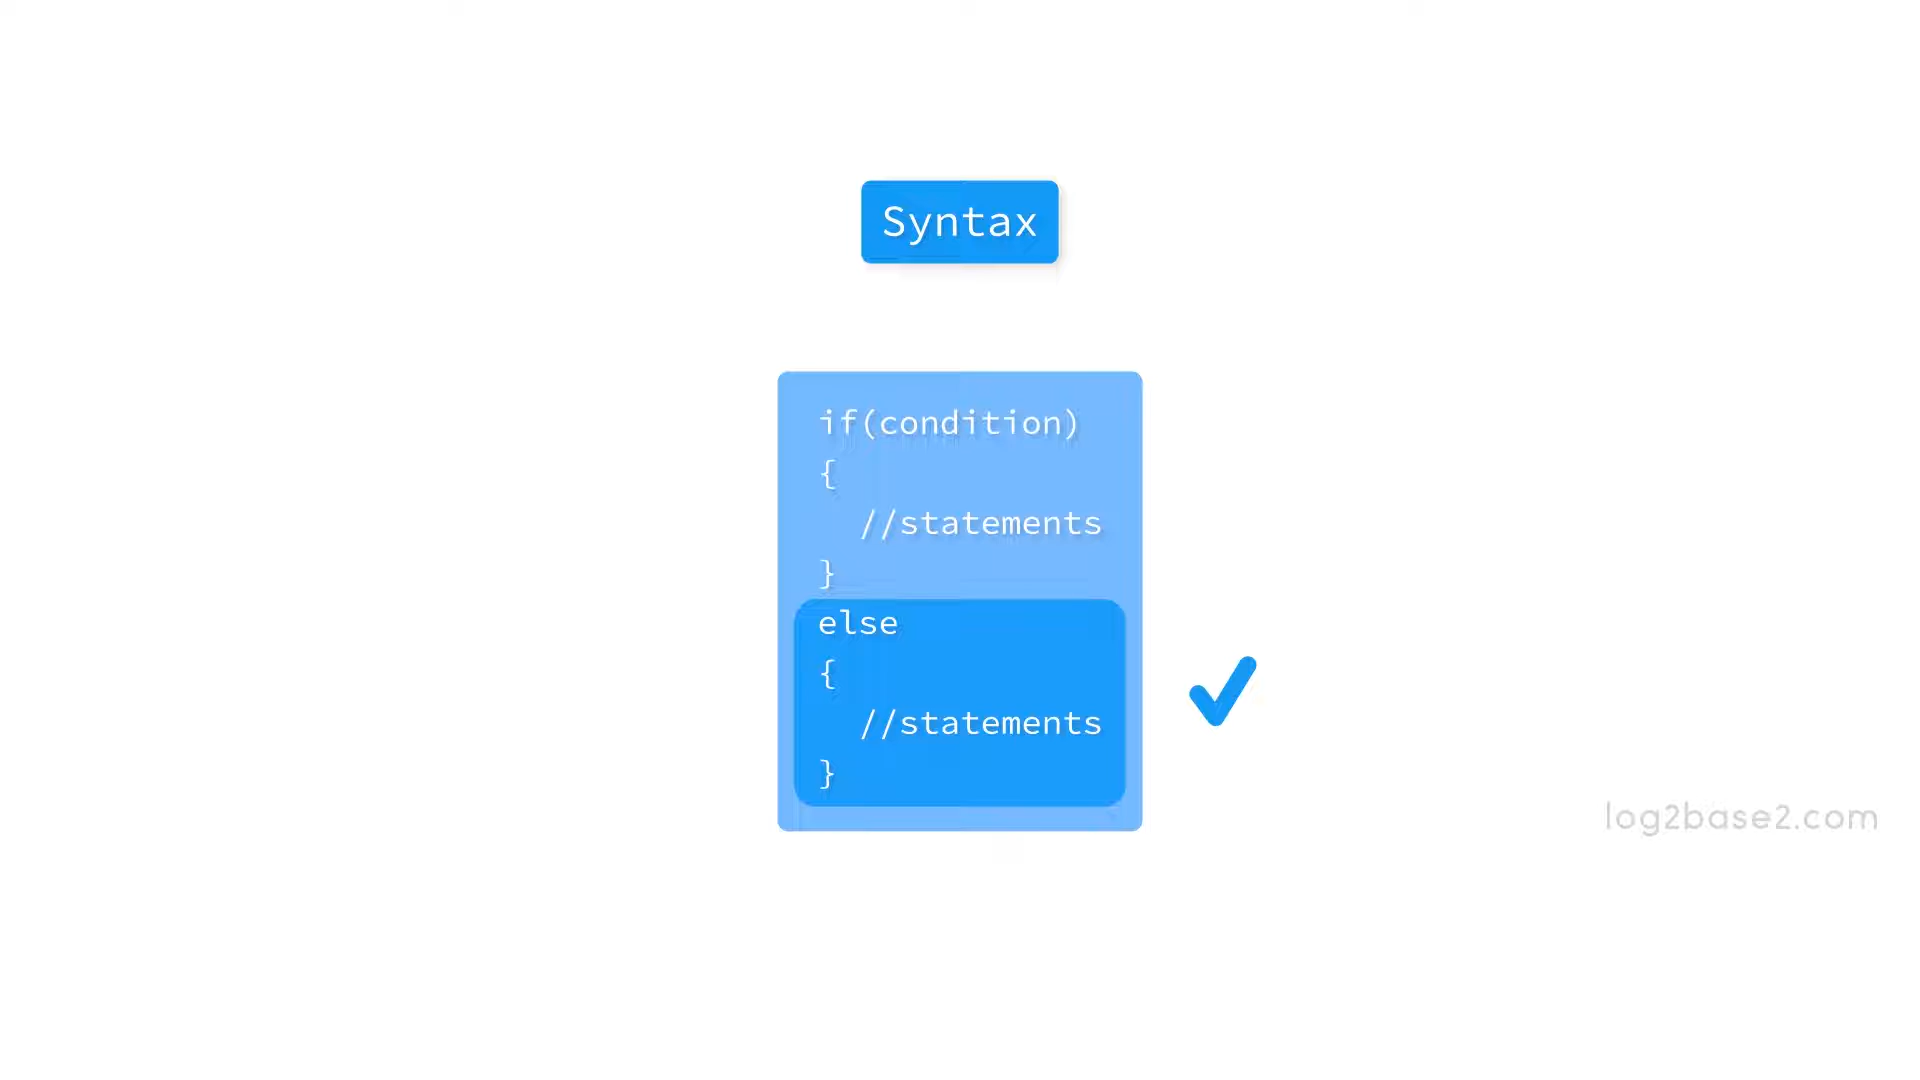 Syntax
if(condition)
{
//statements
}
else
{
//statements
}
log2base2.com